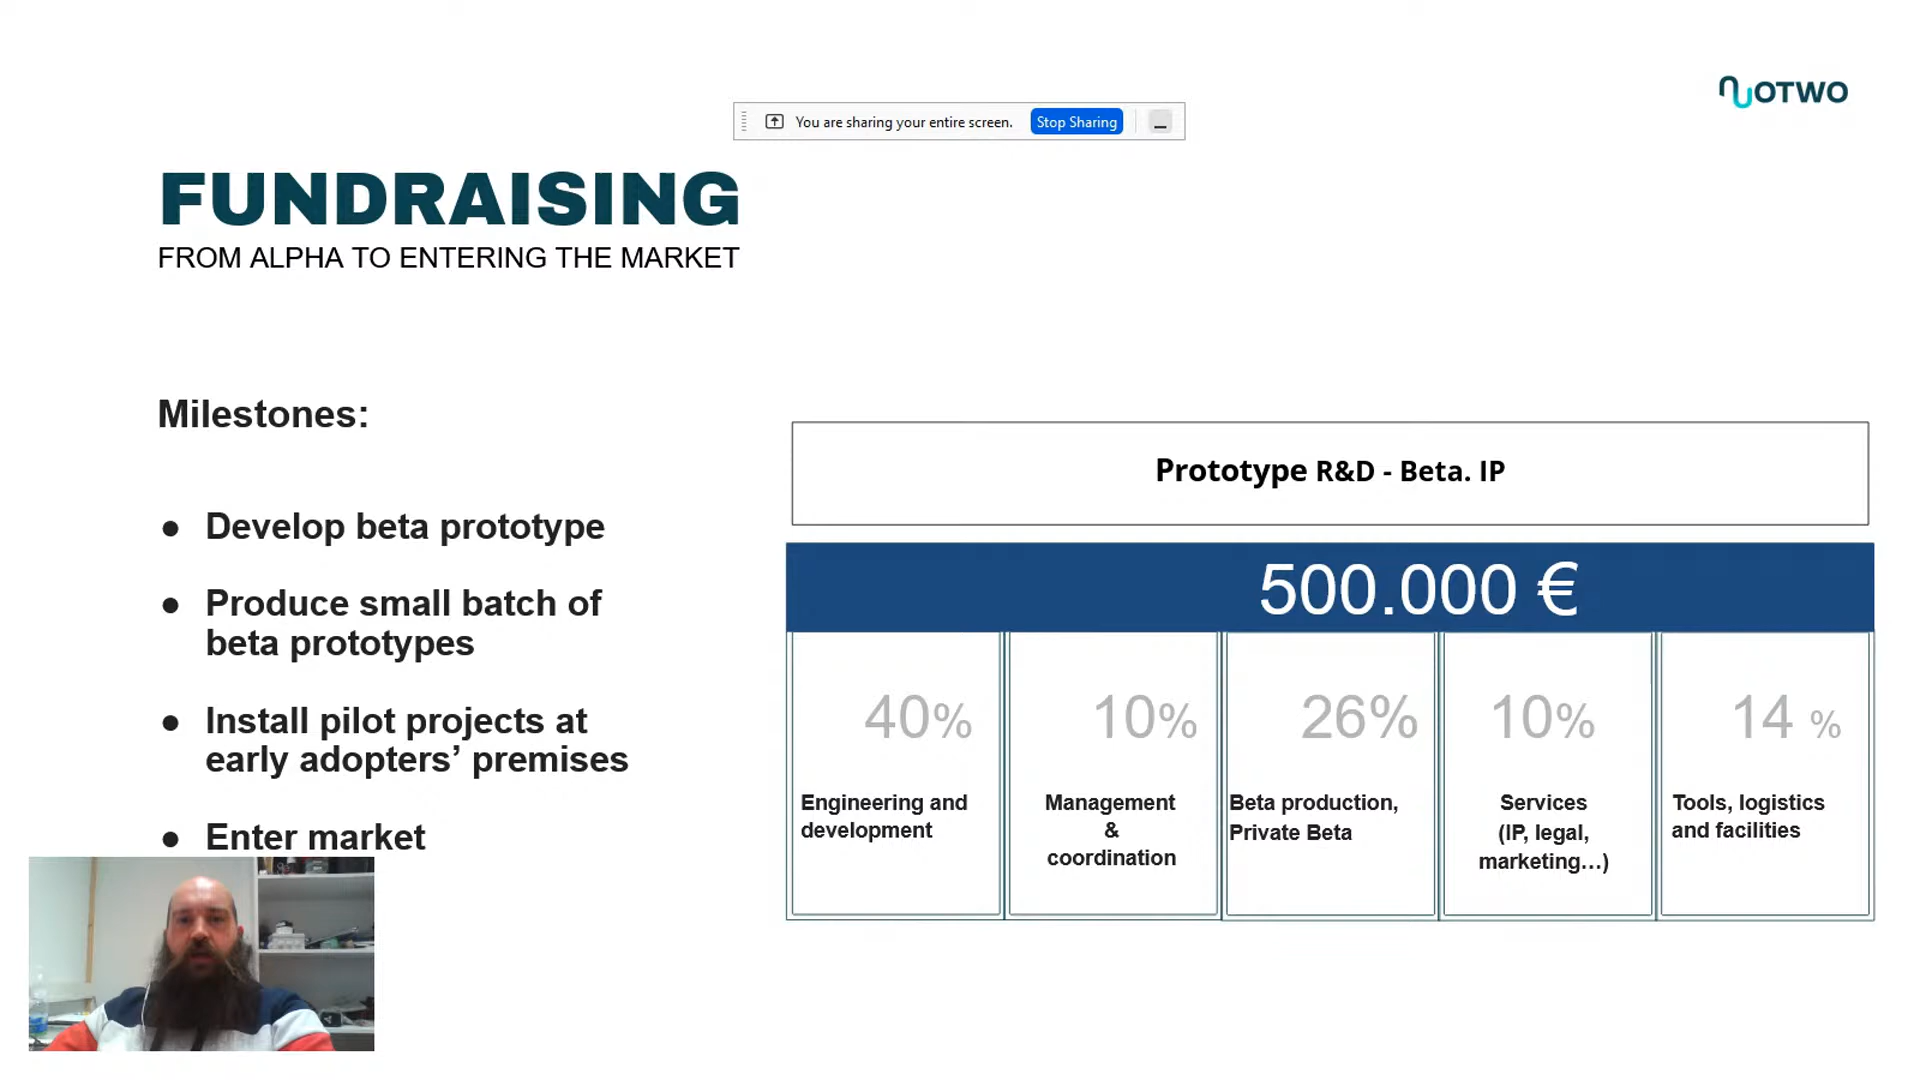 OTWO
You are sharing your entire screen.
Stop Sharing
FUNDRAISING
FROM ALPHA TO ENTERING THE MARKET
Milestones:
● Develop beta prototype
● Produce small batch of
beta prototypes
● Install pilot projects at
early adopters’ premises
● Enter market
Prototype R&D - Beta. IP
500.000 €
40%
Engineering and
development
10%
Management
&
coordination
26%
Beta production,
Private Beta
10%
Services
(IP, legal,
marketing...)
14 %
Tools, logistics
and facilities